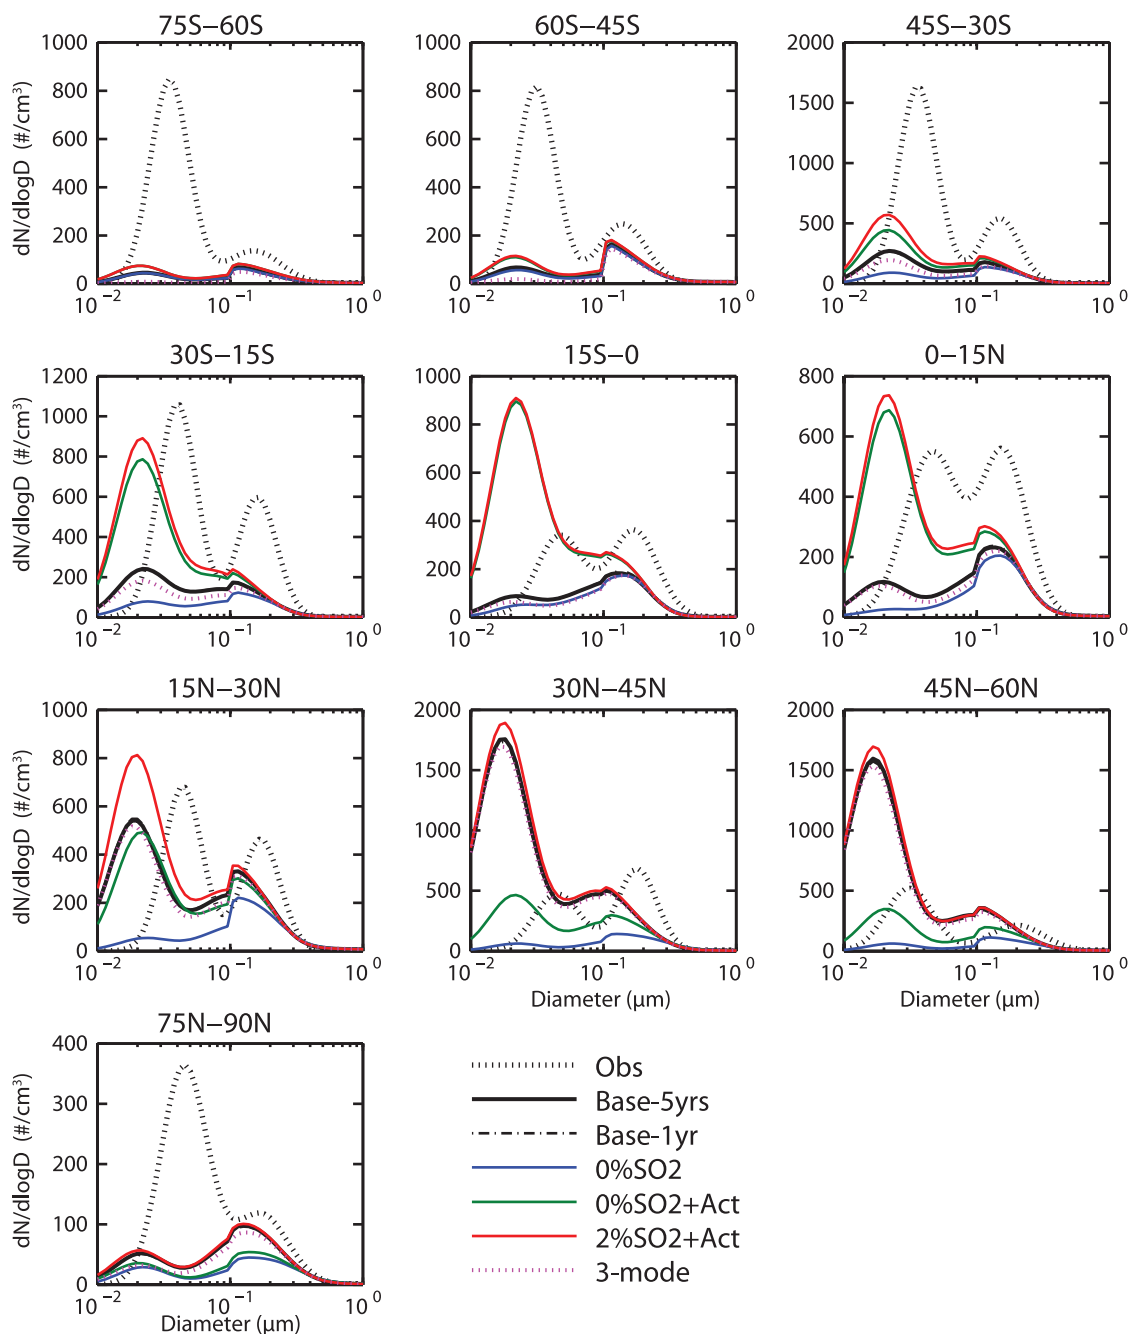 75S−60S
60S−45S
45S−30S
dN/dlogD (#/cm³)
1000
800
600
400
200
0
10⁻² 10⁻¹ 10⁰
1000
800
600
400
200
0
10⁻² 10⁻¹ 10⁰
2000
1500
1000
500
0
10⁻² 10⁻¹ 10⁰
30S−15S
15S−0
0−15N
dN/dlogD (#/cm³)
1200
1000
800
600
400
200
0
10⁻² 10⁻¹ 10⁰
1000
800
600
400
200
0
10⁻² 10⁻¹ 10⁰
800
600
400
200
0
10⁻² 10⁻¹ 10⁰
15N−30N
30N−45N
45N−60N
dN/dlogD (#/cm³)
1000
800
600
400
200
0
10⁻² 10⁻¹ 10⁰
2000
1500
1000
500
0
10⁻² 10⁻¹ 10⁰
Diameter (μm)
2000
1500
1000
500
0
10⁻² 10⁻¹ 10⁰
Diameter (μm)
75N−90N
dN/dlogD (#/cm³)
400
300
200
100
0
10⁻² 10⁻¹ 10⁰
Diameter (μm)
Obs
Base-5yrs
Base-1yr
0%SO2
0%SO2+Act
2%SO2+Act
3-mode